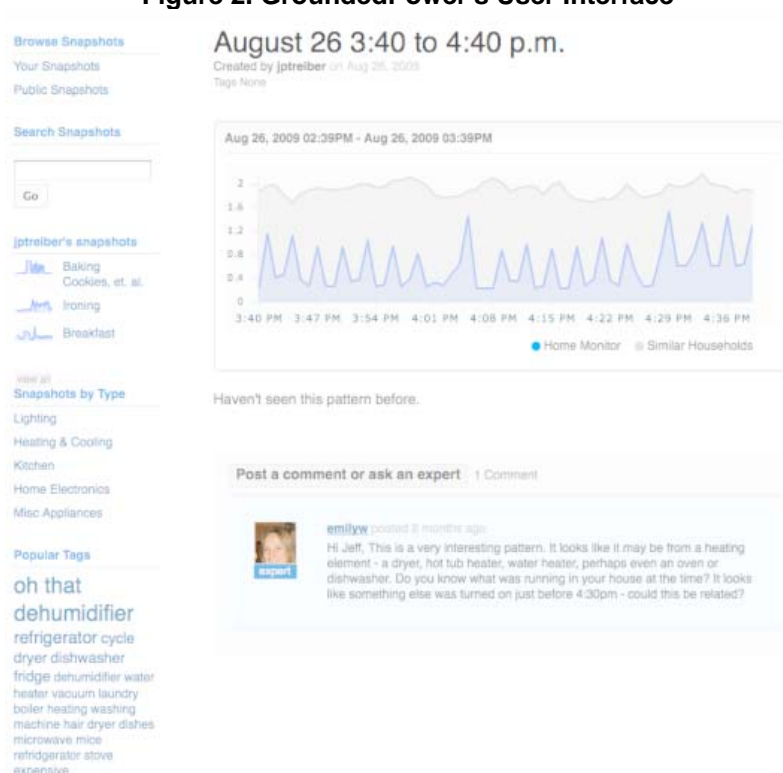 Figure 2. GroundedPower's User Interface
Browse Snapshots
Your Snapshots
Public Snapshots
Search Snapshots
Go
jptreiber's snapshots
Baking
Cookies, et. al.
Ironing
Breakfast
view all
Snapshots by Type
Lighting
Heating & Cooling
Kitchen
Home Electronics
Misc Appliances
Popular Tags
oh that
dehumidifier
refrigerator cycle
dryer dishwasher
fridge dehumidifier water
heater vacuum laundry
boiler heating washing
machine hair dryer dishes
microwave mice
refridgerator stove
expensive
August 26 3:40 to 4:40 p.m.
Created by jptreiber on Aug 26, 2009
Tags None
Aug 26, 2009 02:39PM - Aug 26, 2009 03:39PM
2
1.6
1.2
0.8
0.4
0
3:40 PM 3:47 PM 3:54 PM 4:01 PM 4:08 PM 4:15 PM 4:22 PM 4:29 PM 4:36 PM
Home Monitor Similar Households
Haven't seen this pattern before.
Post a comment or ask an expert 1 Comment
emilyw posted 8 months ago
Hi Jeff, This is a very interesting pattern. It looks like it may be from a heating
element - a dryer, hot tub heater, water heater, perhaps even an oven or
dishwasher. Do you know what was running in your house at the time? It looks
like something else was turned on just before 4:30pm - could this be related?
expert